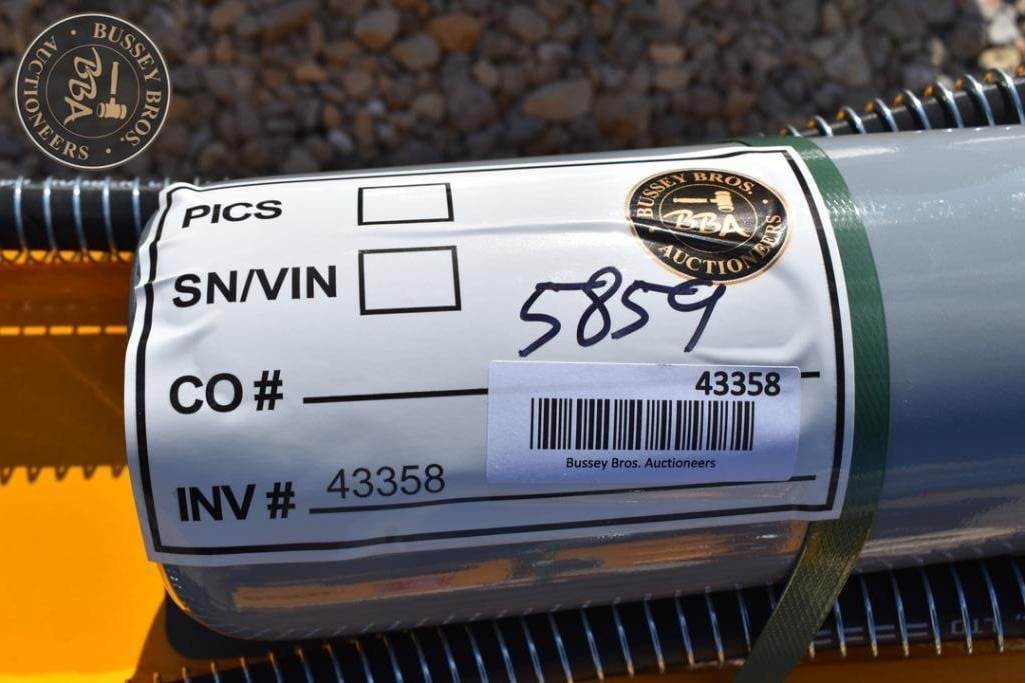 BUSSEY BROS.
BBA
AUCTIONEERS
PICS
BUSSEY BROS.
BBA
AUCTIONEERS
SN/VIN
5859
CO #
43358
Bussey Bros. Auctioneers
INV # 43358
LTD